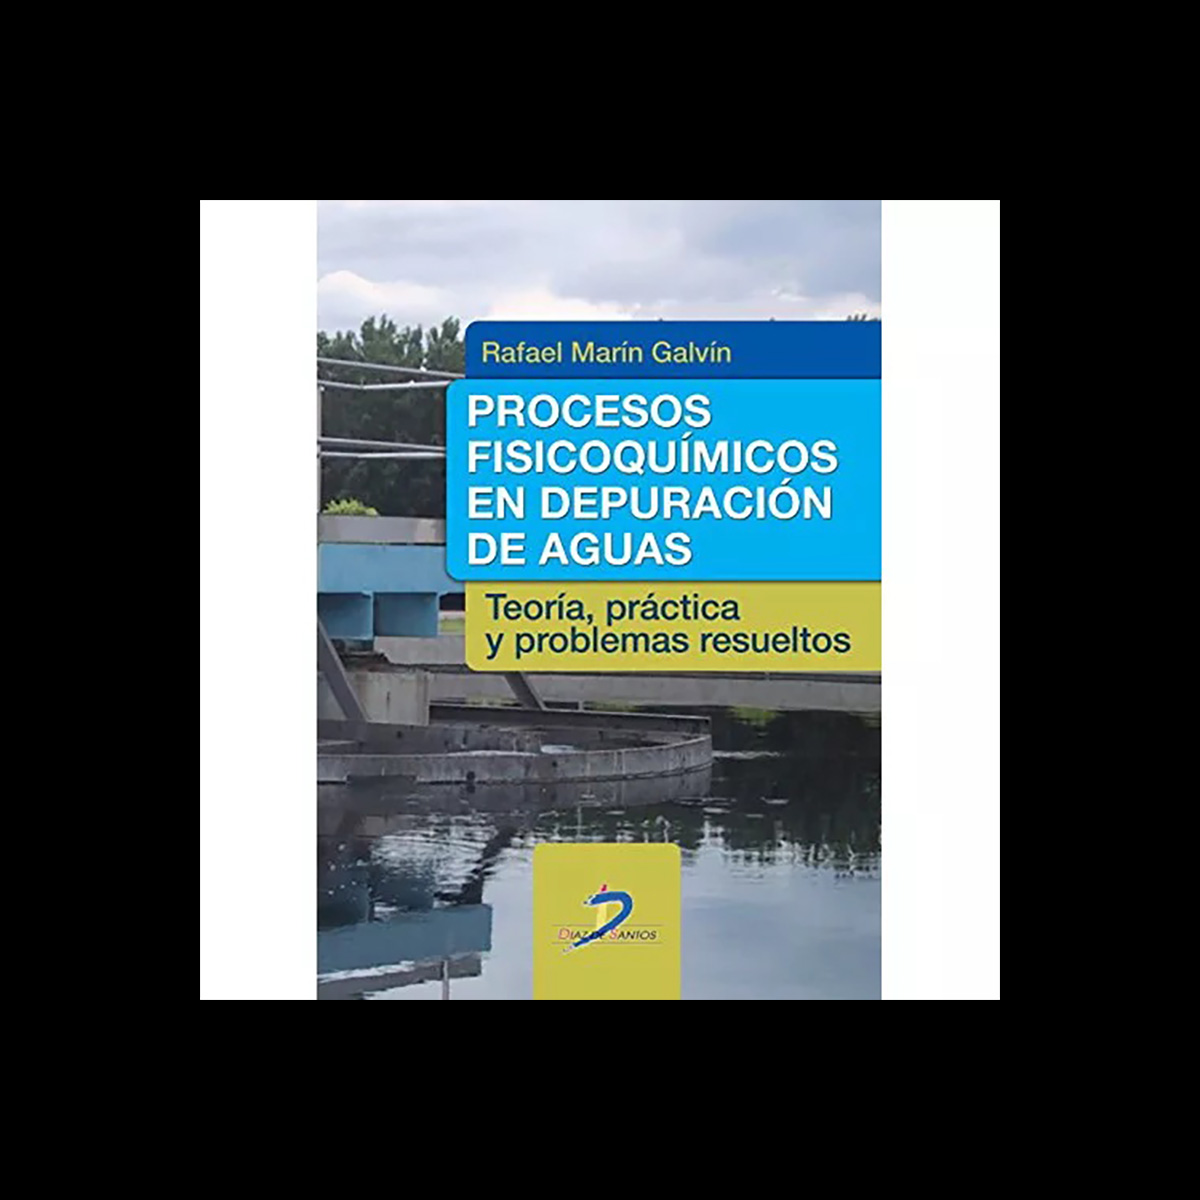 Rafael Marín Galvín
PROCESOS
FISICOQUÍMICOS
EN DEPURACIÓN
DE AGUAS
Teoría, práctica
y problemas resueltos
DIAZ DE SANTOS